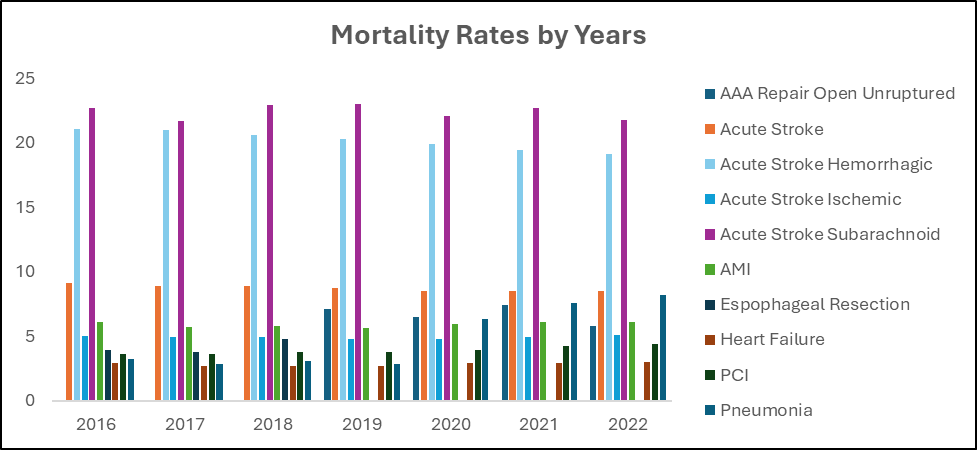 Mortality Rates by Years
25
20
15
10
5
0
2016 2017 2018 2019 2020 2021 2022
AAA Repair Open Unruptured
Acute Stroke
Acute Stroke Hemorrhagic
Acute Stroke Ischemic
Acute Stroke Subarachnoid
AMI
Espophageal Resection
Heart Failure
PCI
Pneumonia